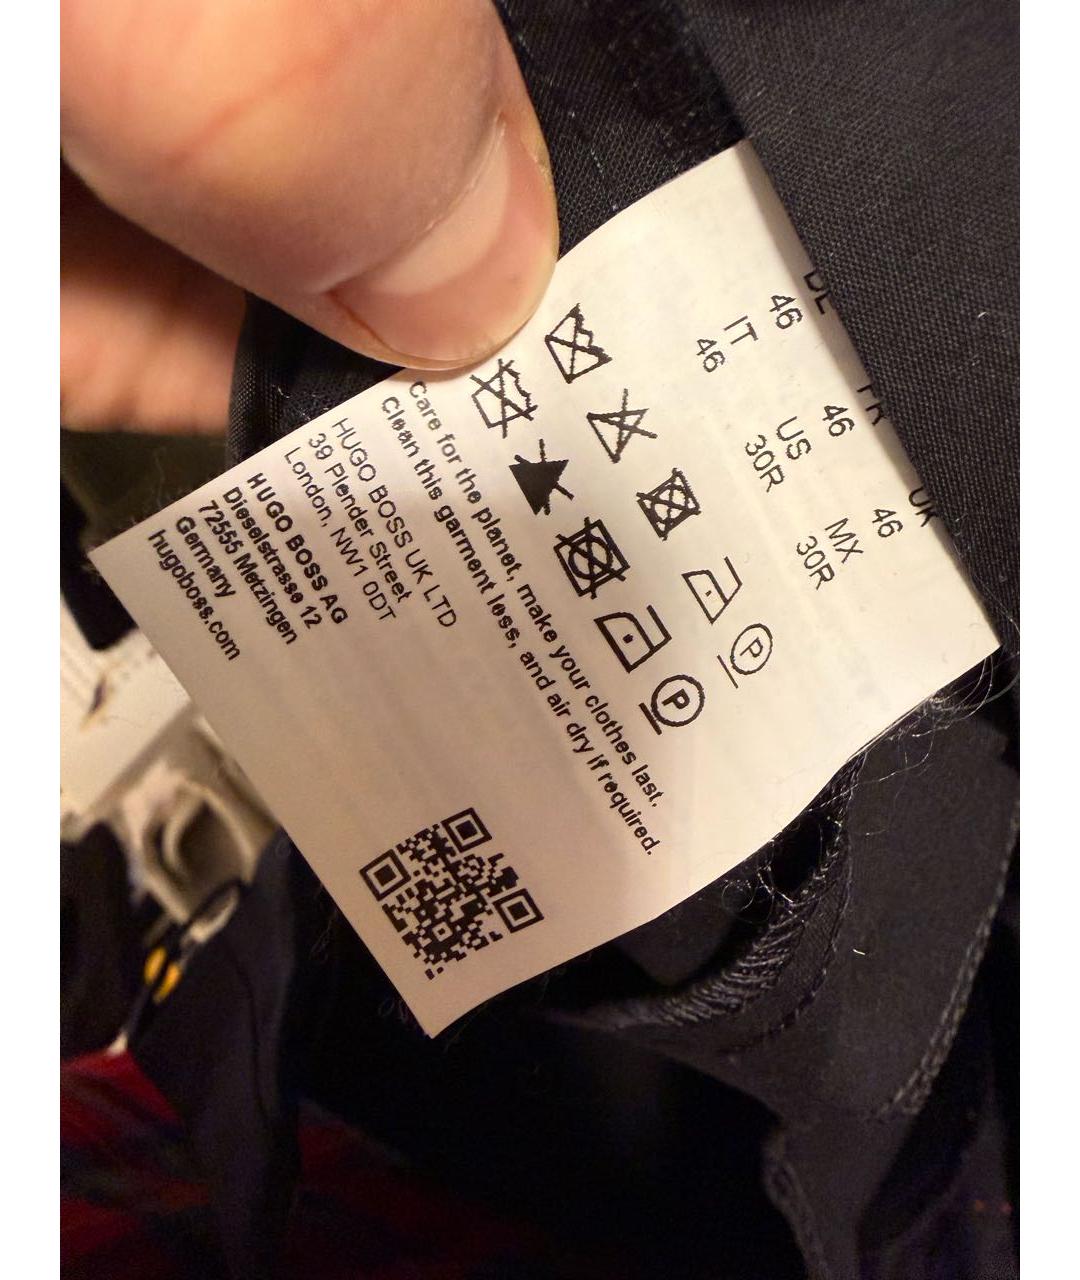 DE
FR
UK
46
46
46
IT
US
MX
46
30R
30R
P
P
Care for the planet, make your clothes last.
Clean this garment less, and air dry if required.
HUGO BOSS UK LTD
39 Plender Street
London, NW1 0DT
HUGO BOSS AG
Dieselstrasse 12
72555 Metzingen
Germany
hugoboss.com